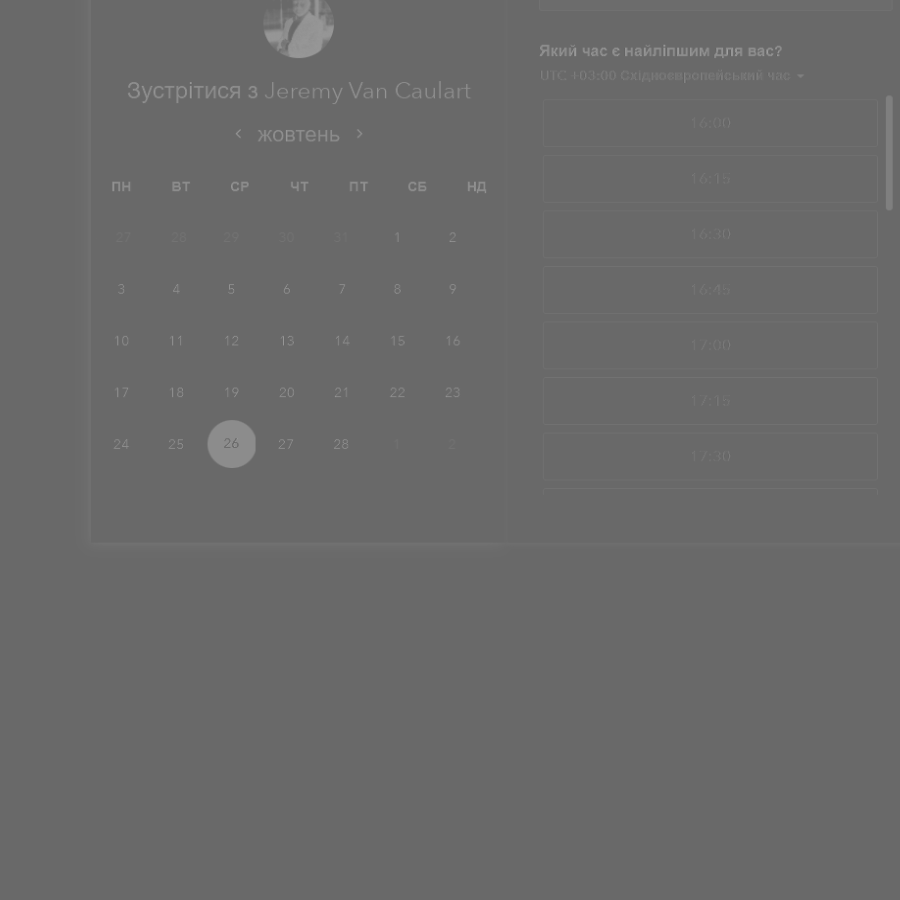 Зустрітися з Jeremy Van Caulart
жовтень
ПН ВТ СР ЧТ ПТ СБ НД
27 28 29 30 31 1 2
3 4 5 6 7 8 9
10 11 12 13 14 15 16
17 18 19 20 21 22 23
24 25 26 27 28 1 2
Який час є найліпшим для вас?
UTC +03:00 Східноєвропейський час
16:00
16:15
16:30
16:45
17:00
17:15
17:30